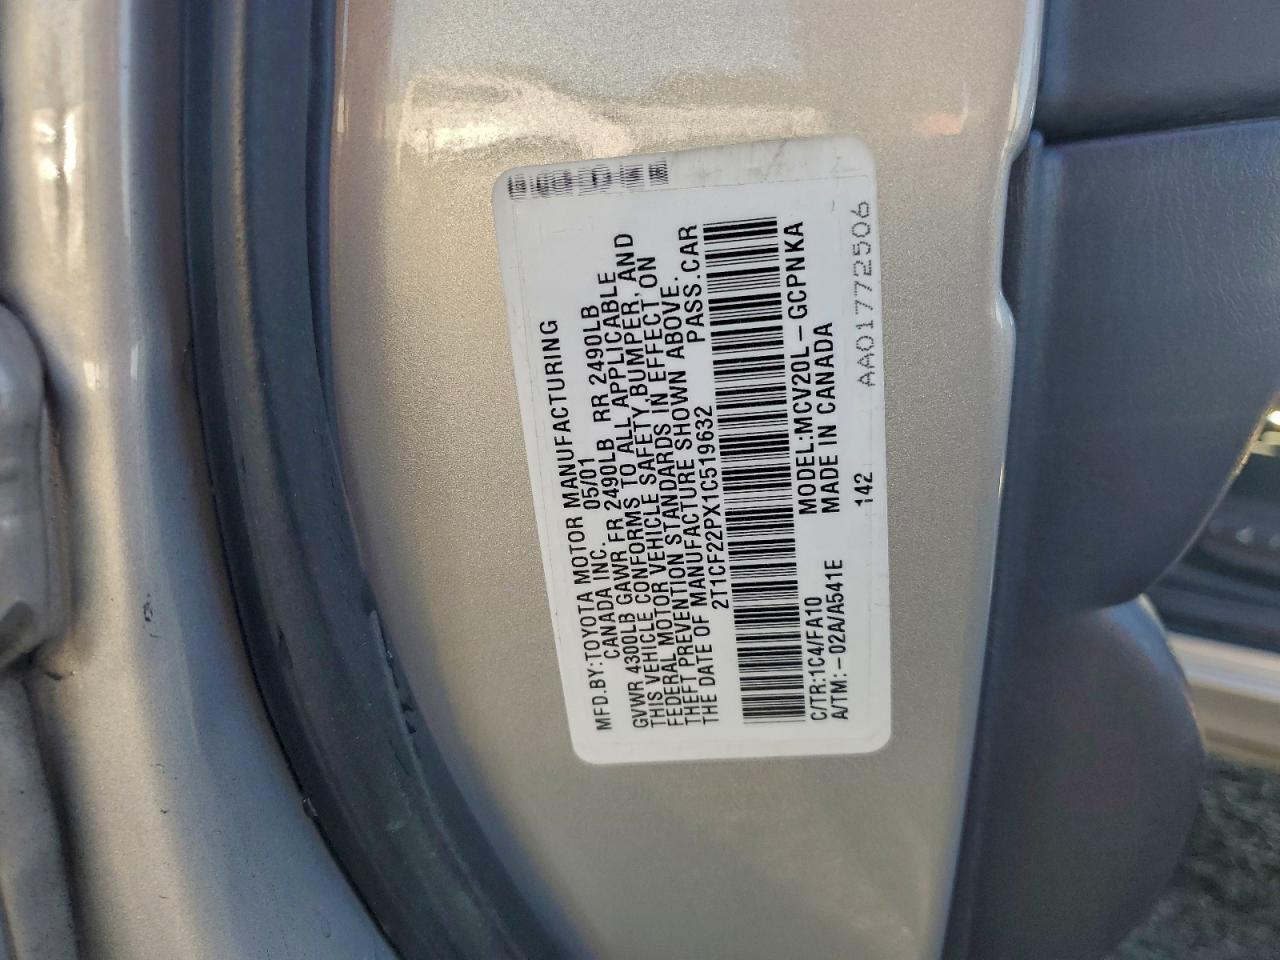 MFD.BY:TOYOTA MOTOR MANUFACTURING
CANADA INC. 05/01
GVWR 4300LB GAWR FR 2490LB RR 2490LB
THIS VEHICLE CONFORMS TO ALL APPLICABLE
FEDERAL MOTOR VEHICLE SAFETY,BUMPER, AND
THEFT PREVENTION STANDARDS IN EFFECT ON
THE DATE OF MANUFACTURE SHOWN ABOVE.
2T1CF22PX1C519632 PASS.CAR
C/TR:1C4/FA10 MODEL:MCV20L-GCPNKA
A/TM:-02A/A541E MADE IN CANADA
142 AA01772506